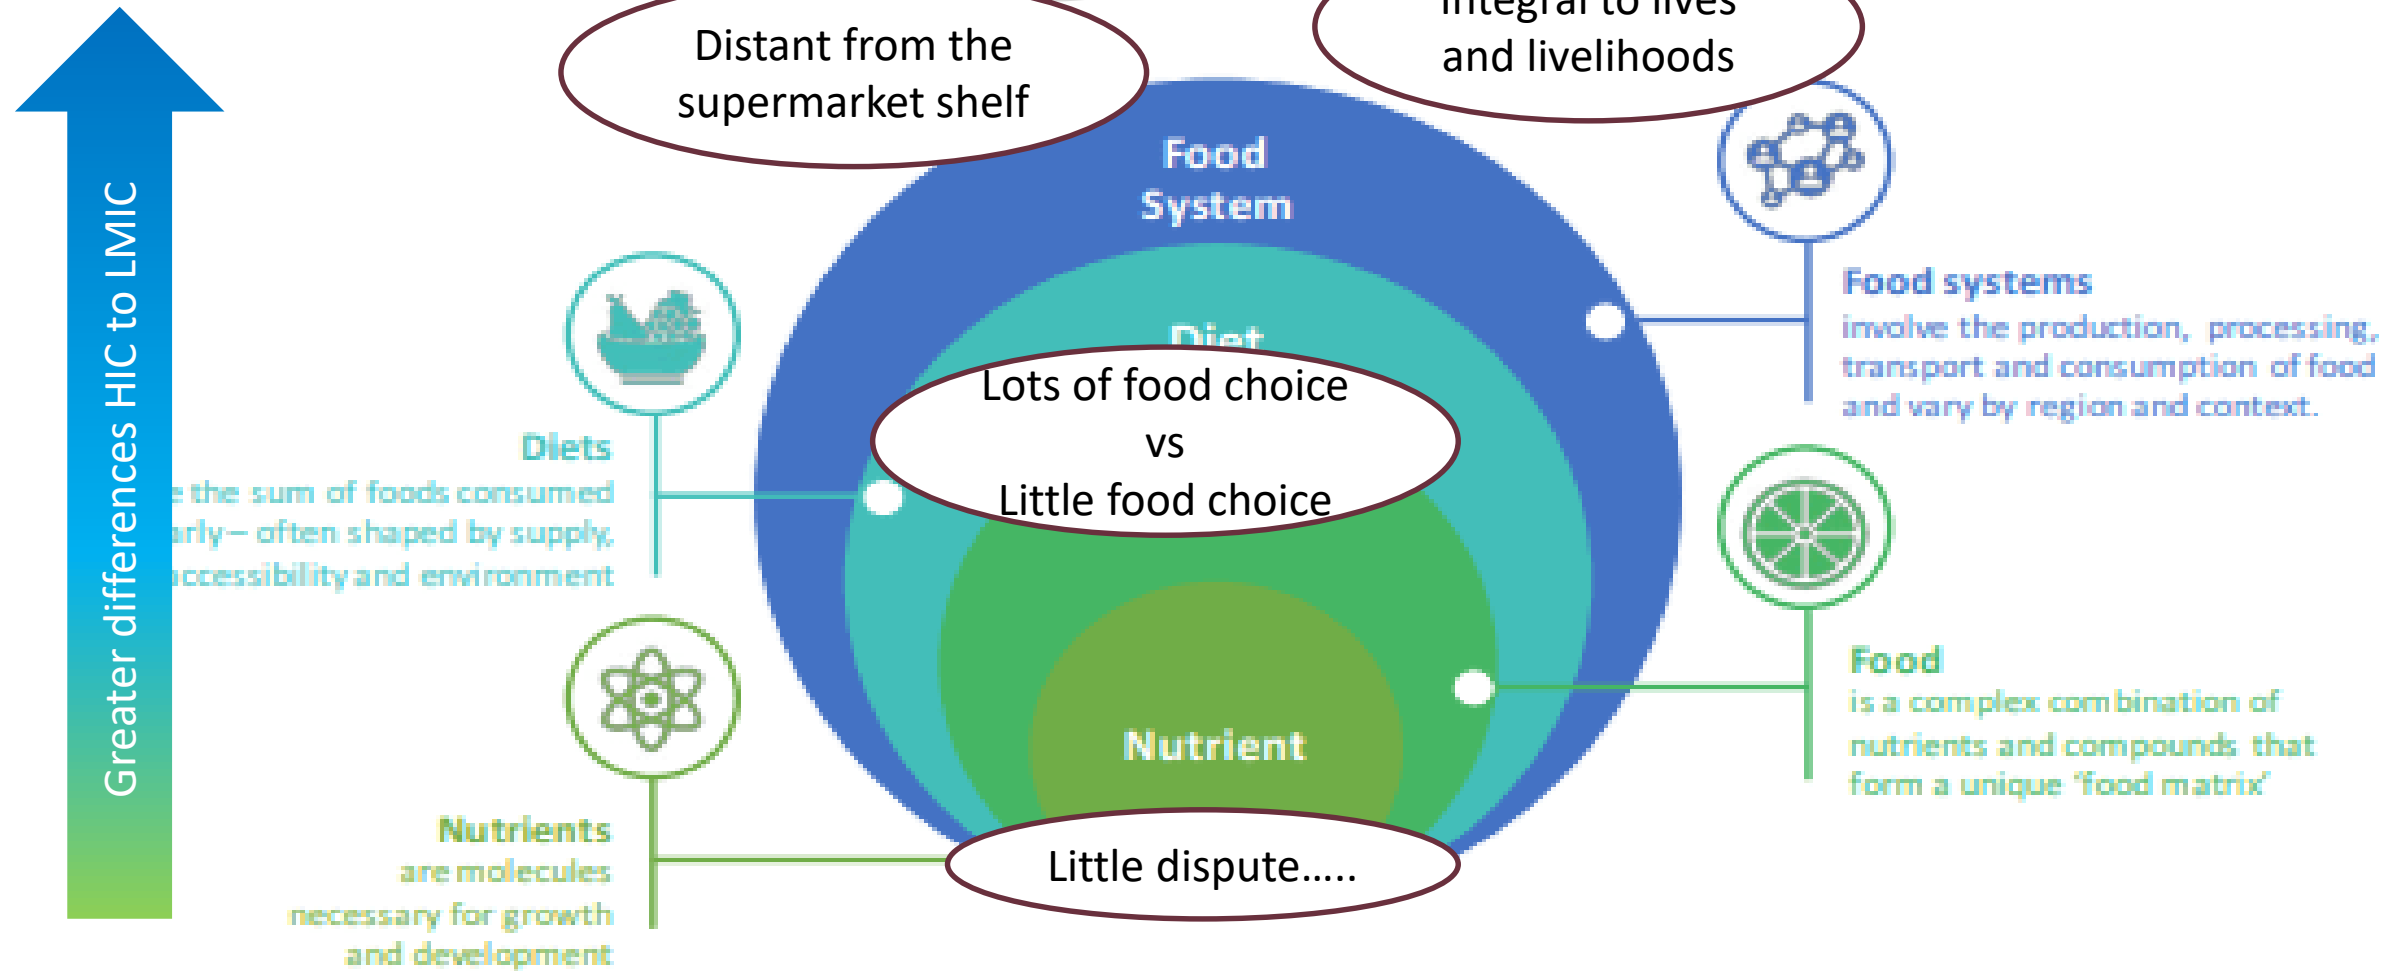 Greater differences HIC to LMIC
Distant from the
supermarket shelf
Integral to lives
and livelihoods
Food
System
Diet
Lots of food choice
vs
Little food choice
Nutrient
Little dispute.....
Diets
the sum of foods consumed
often shaped by supply,
accessibility and environment
Nutrients
are molecules
necessary for growth
and development
Food systems
involve the production, processing,
transport and consumption of food
and vary by region and context.
Food
is a complex combination of
nutrients and compounds that
form a unique 'food matrix'